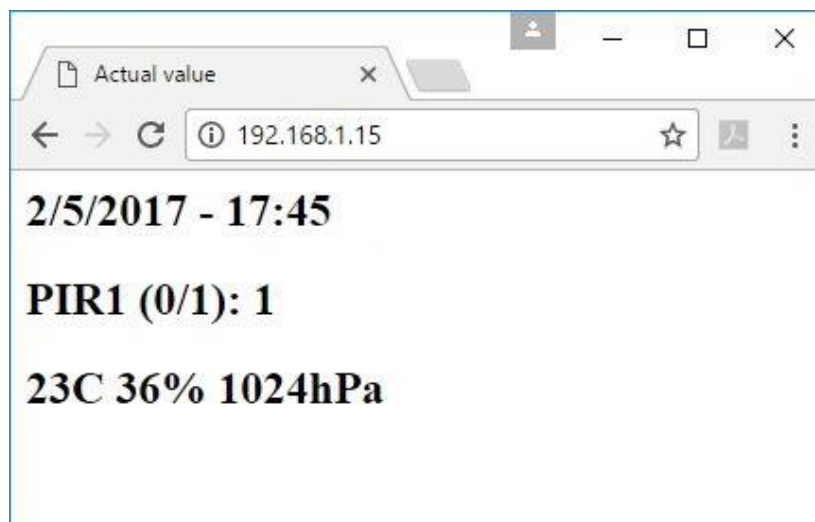 Actual value
192.168.1.15
2/5/2017 - 17:45
PIR1 (0/1): 1
23C 36% 1024hPa